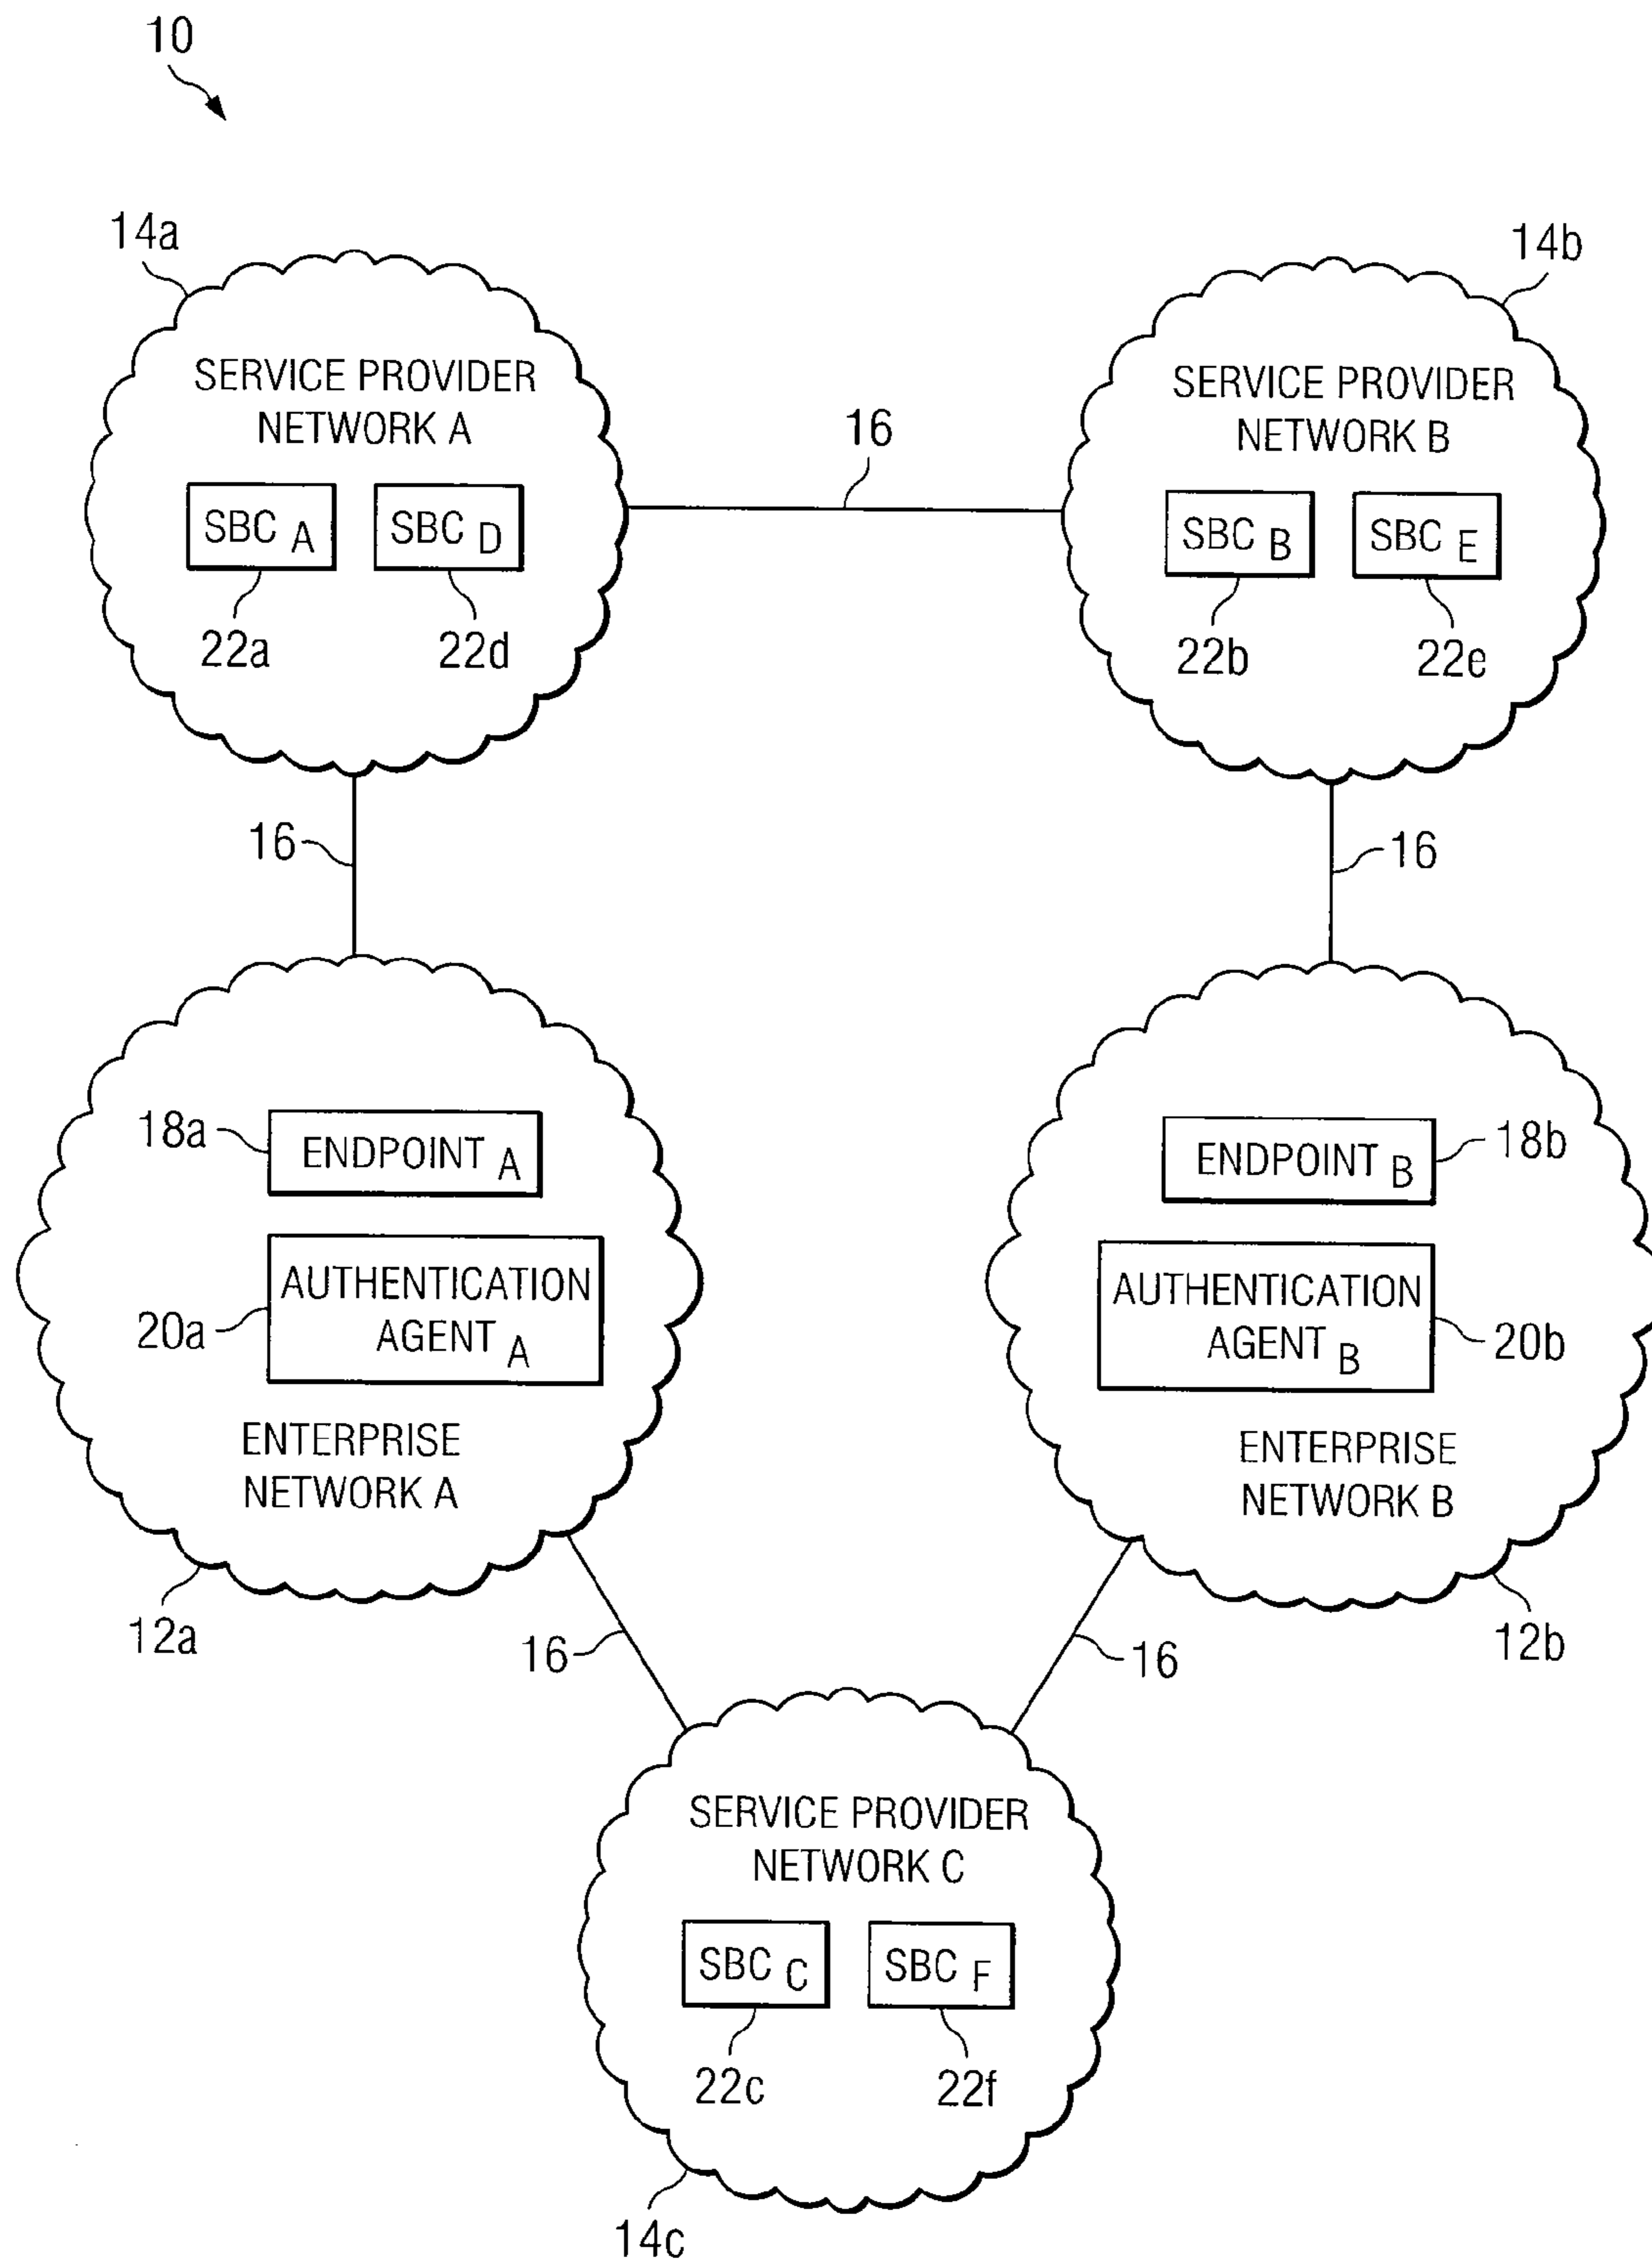 10
14a
14b
SERVICE PROVIDER
NETWORK A
SERVICE PROVIDER
NETWORK B
16
SBC A
SBC D
SBC B
SBC E
22a
22d
22b
22e
16
16
18a
ENDPOINT A
ENDPOINT B
18b
20a
AUTHENTICATION
AGENT A
AUTHENTICATION
AGENT B
20b
ENTERPRISE
NETWORK A
ENTERPRISE
NETWORK B
12a
16
16
12b
SERVICE PROVIDER
NETWORK C
SBC C
SBC F
22c
22f
14c